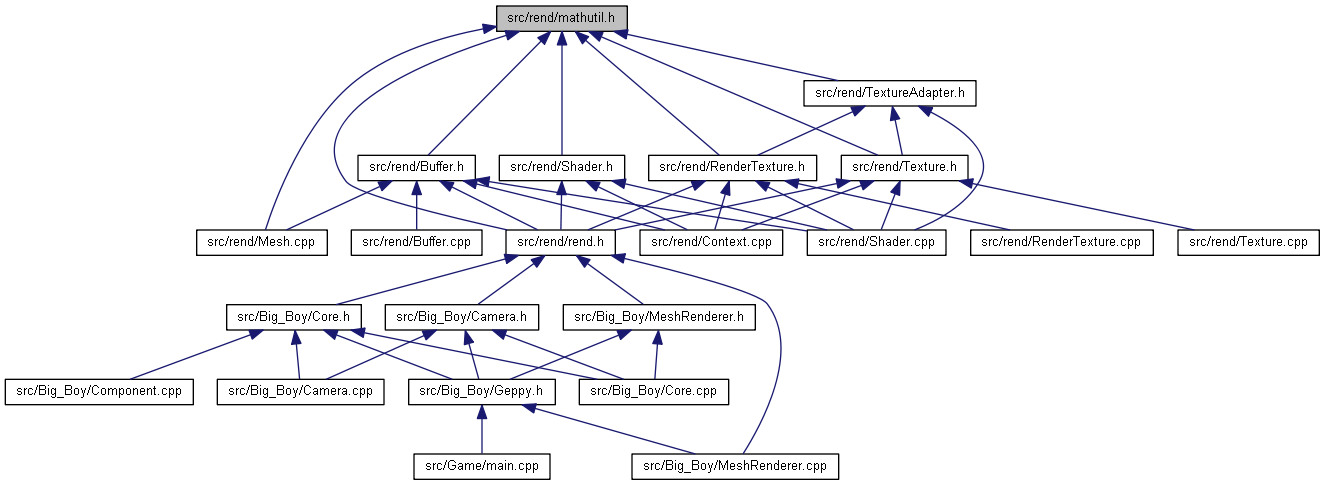 src/rend/mathutil.h
src/rend/TextureAdapter.h
src/rend/Buffer.h
src/rend/Shader.h
src/rend/RenderTexture.h
src/rend/Texture.h
src/rend/Mesh.cpp
src/rend/Buffer.cpp
src/rend/rend.h
src/rend/Context.cpp
src/rend/Shader.cpp
src/rend/RenderTexture.cpp
src/rend/Texture.cpp
src/Big_Boy/Core.h
src/Big_Boy/Camera.h
src/Big_Boy/MeshRenderer.h
src/Big_Boy/Component.cpp
src/Big_Boy/Camera.cpp
src/Big_Boy/Geppy.h
src/Big_Boy/Core.cpp
src/Game/main.cpp
src/Big_Boy/MeshRenderer.cpp